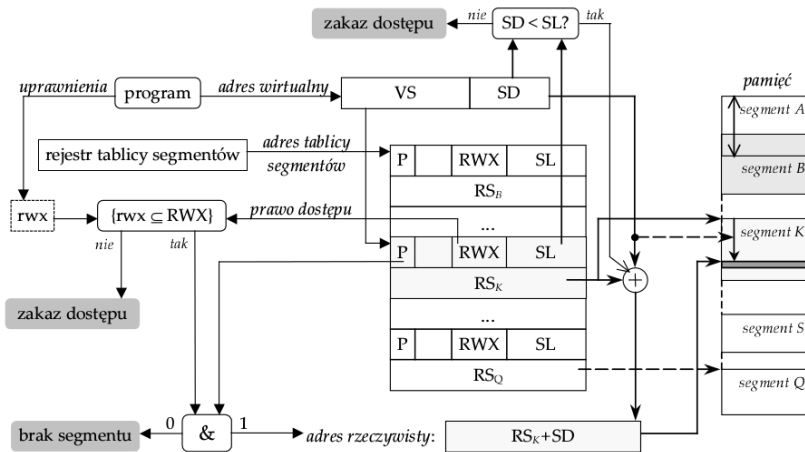 zakaz dostępu
nie
SD < SL?
tak
uprawnienia
program
adres wirtualny
VS
SD
pamięć
segment A
rejestr tablicy segmentów
adres tablicy
segmentów
P
RWX
SL
RS_B
segment B
rwx
{rwx ⊆ RWX}
prawo dostępu
...
nie
tak
P
RWX
SL
RS_K
segment K
+
zakaz dostępu
...
P
RWX
SL
RS_Q
segment S
segment Q
brak segmentu
0
&
1
adres rzeczywisty:
RS_K+SD